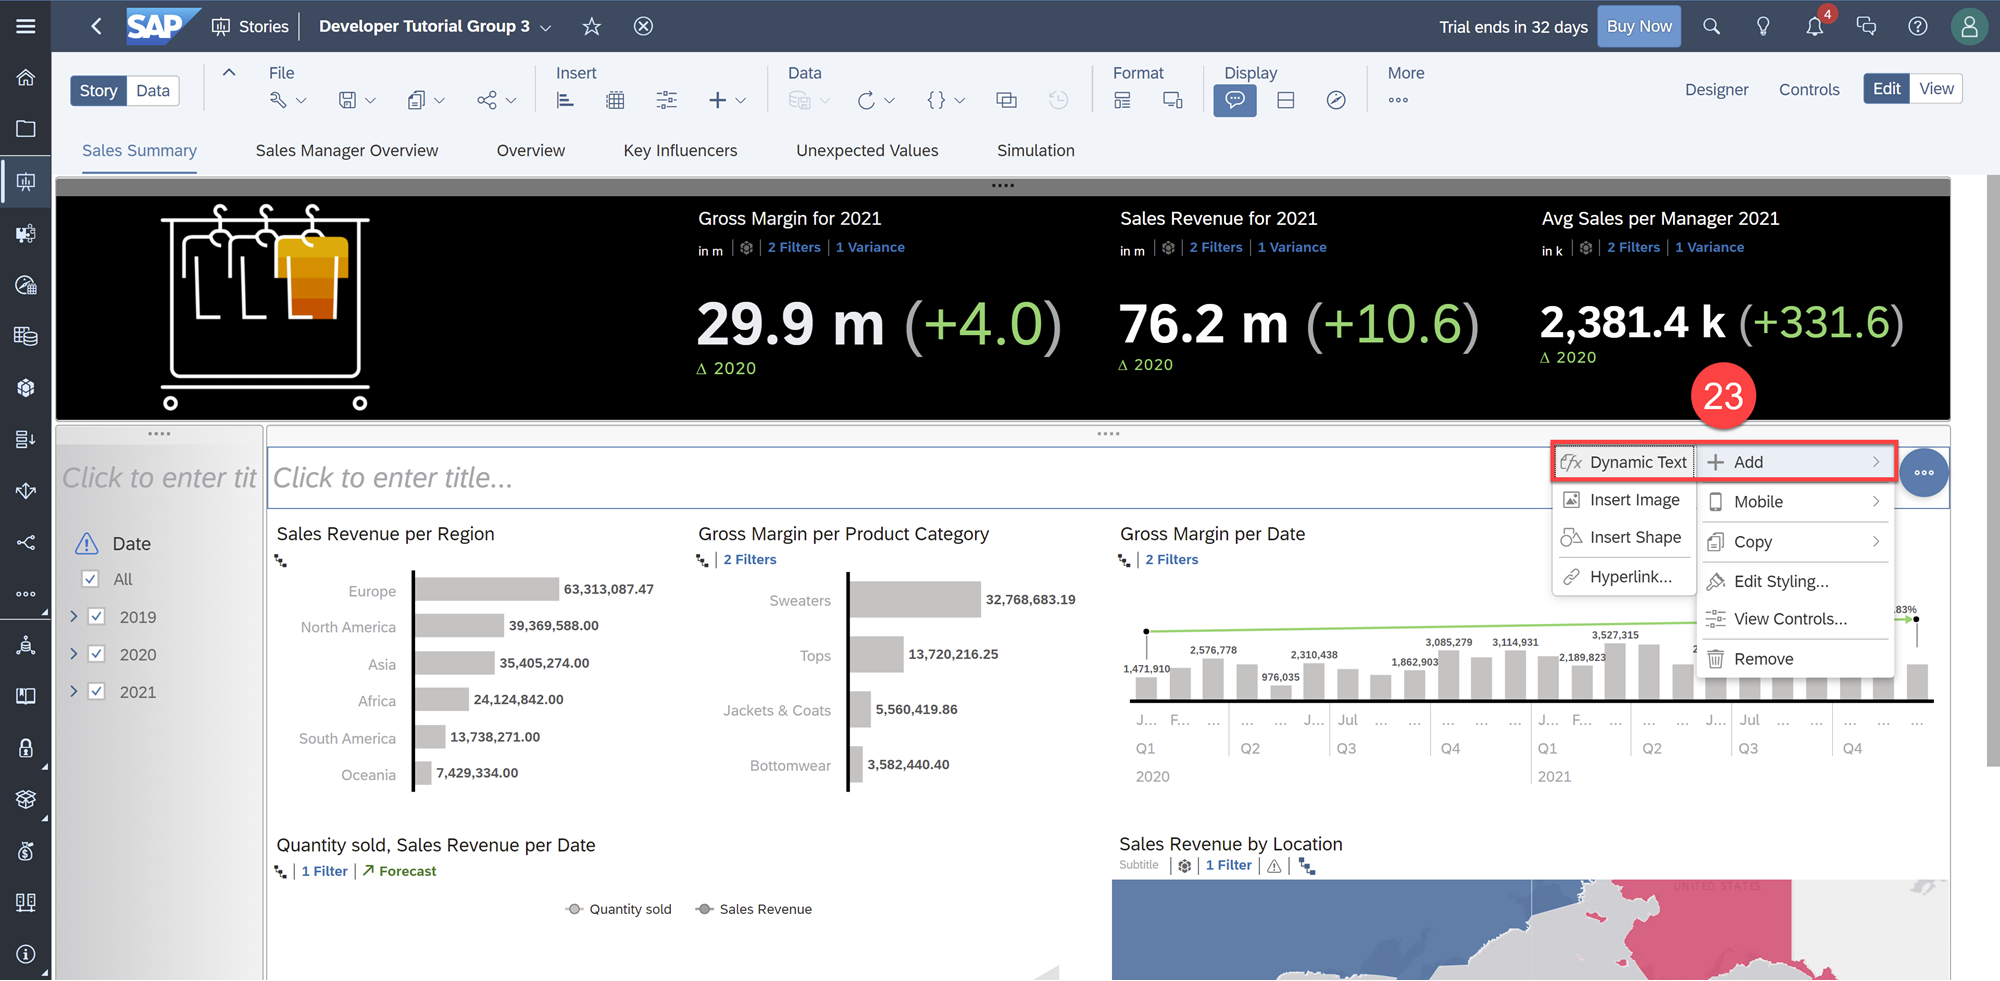 SAP Stories Developer Tutorial Group 3 Trial ends in 32 days Buy Now 4
Story Data File Insert Data Format Display More Designer Controls Edit View
Sales Summary Sales Manager Overview Overview Key Influencers Unexpected Values Simulation
Gross Margin for 2021
in m 2 Filters 1 Variance
29.9 m (+4.0)
Δ 2020
Sales Revenue for 2021
in m 2 Filters 1 Variance
76.2 m (+10.6)
Δ 2020
Avg Sales per Manager 2021
in k 2 Filters 1 Variance
2,381.4 k (+331.6)
Δ 2020
23
Click to enter tit
Date
All
2019
2020
2021
Click to enter title...
fx Dynamic Text
Insert Image
Insert Shape
Hyperlink...
Add
Mobile
Copy
Edit Styling...
View Controls...
Remove
Sales Revenue per Region
Europe 63,313,087.47
North America 39,369,588.00
Asia 35,405,274.00
Africa 24,124,842.00
South America 13,738,271.00
Oceania 7,429,334.00
Gross Margin per Product Category
2 Filters
Sweaters 32,768,683.19
Tops 13,720,216.25
Jackets & Coats 5,560,419.86
Bottomwear 3,582,440.40
Gross Margin per Date
2 Filters
.83%
1,471,910 2,576,778 976,035 2,310,438 1,862,903 3,085,279 3,114,931 2,189,823 3,527,315 2
J... F... ... ... ... J... Jul ... ... ... ... ... J... F... ... ... ... J... Jul ... ... ... ... ...
Q1 Q2 Q3 Q4 Q1 Q2 Q3 Q4
2020 2021
Quantity sold, Sales Revenue per Date
1 Filter Forecast
Quantity sold Sales Revenue
Sales Revenue by Location
Subtitle 1 Filter
UNITED STATES